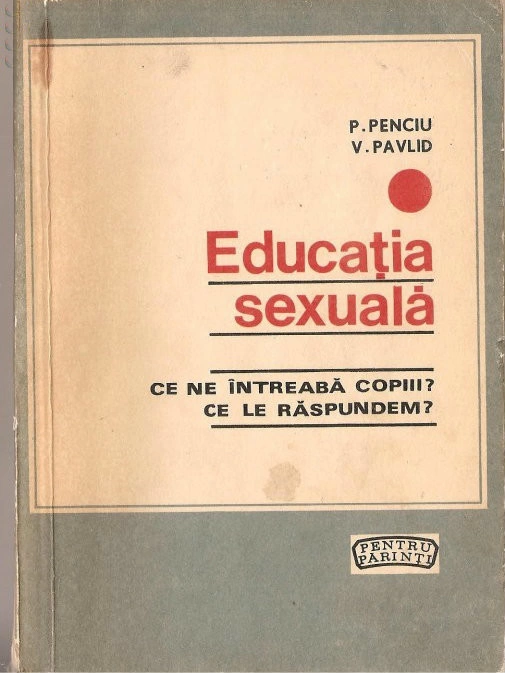 P. PENCIU
V. PAVLID
Educația
sexuală
CE NE ÎNTREABĂ COPIII?
CE LE RĂSPUNDEM?
PENTRU
PĂRINȚI